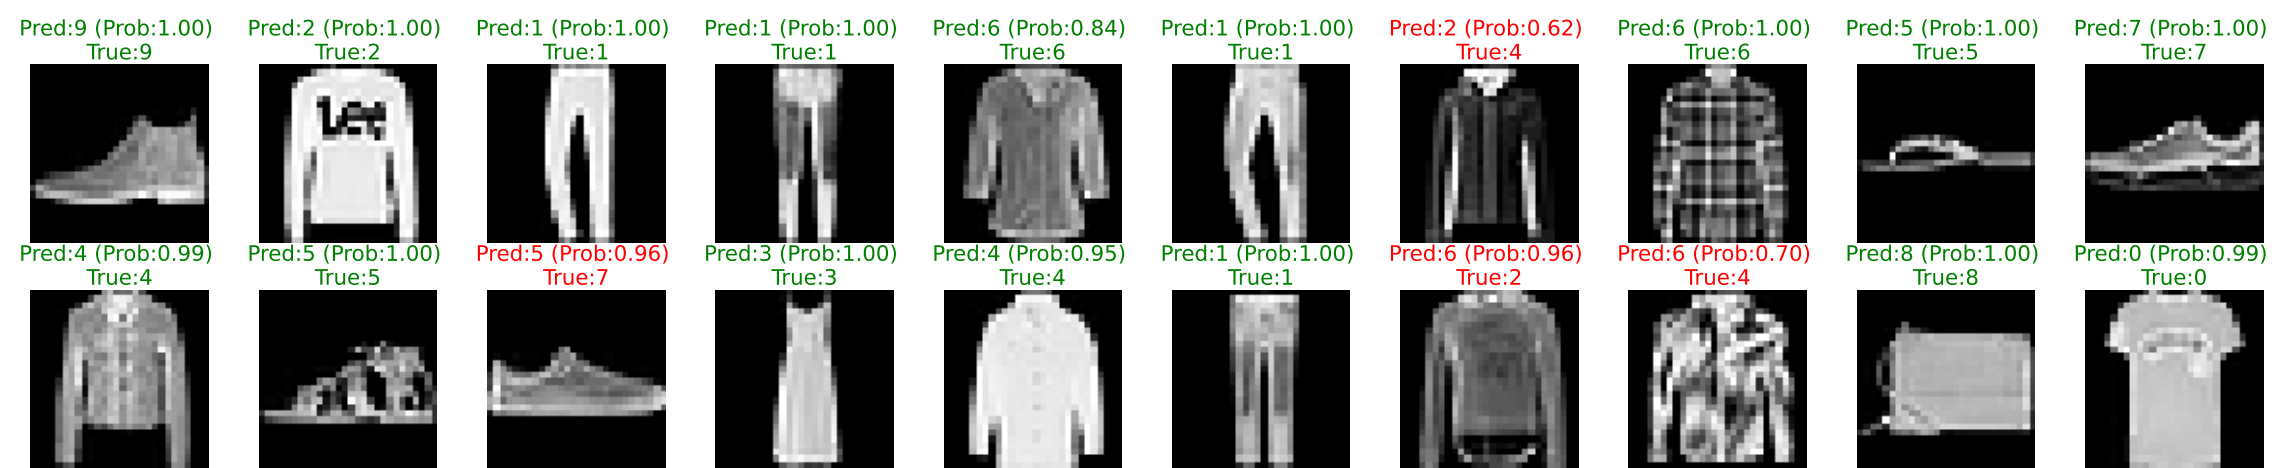 Pred:9 (Prob:1.00) Pred:2 (Prob:1.00) Pred:1 (Prob:1.00) Pred:1 (Prob:1.00) Pred:6 (Prob:0.84) Pred:1 (Prob:1.00) Pred:2 (Prob:0.62) Pred:6 (Prob:1.00) Pred:5 (Prob:1.00) Pred:7 (Prob:1.00)
True:9 True:2 True:1 True:1 True:6 True:1 True:4 True:6 True:5 True:7
Lee
Pred:4 (Prob:0.99) Pred:5 (Prob:1.00) Pred:5 (Prob:0.96) Pred:3 (Prob:1.00) Pred:4 (Prob:0.95) Pred:1 (Prob:1.00) Pred:6 (Prob:0.96) Pred:6 (Prob:0.70) Pred:8 (Prob:1.00) Pred:0 (Prob:0.99)
True:4 True:5 True:7 True:3 True:4 True:1 True:2 True:4 True:8 True:0